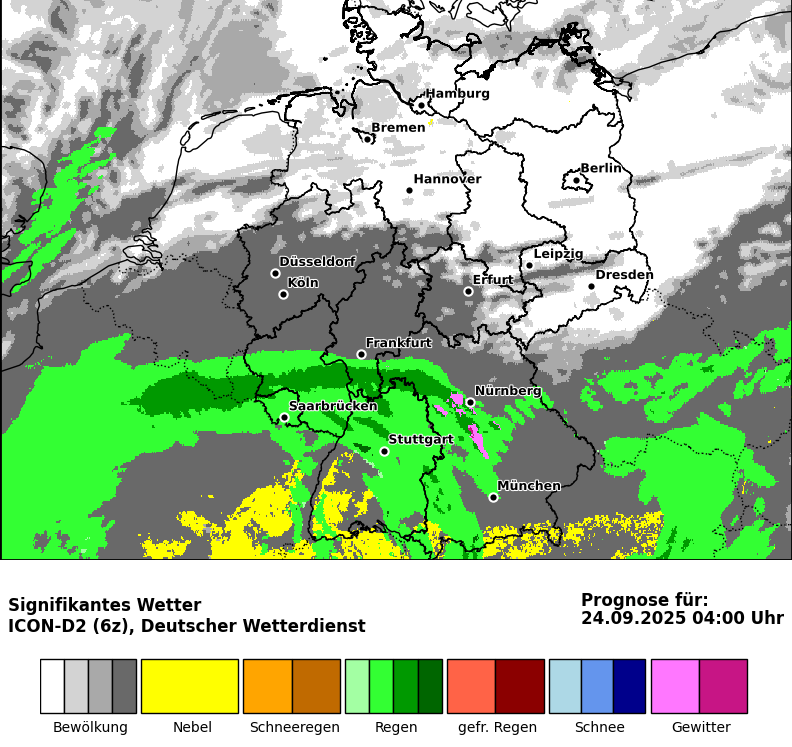 Hamburg
Bremen
Berlin
Hannover
Leipzig
Düsseldorf
Dresden
Köln
Erfurt
Frankfurt
Nürnberg
Saarbrücken
Stuttgart
München
Signifikantes Wetter
ICON-D2 (6z), Deutscher Wetterdienst
Prognose für:
24.09.2025 04:00 Uhr
Bewölkung Nebel Schneeregen Regen gefr. Regen Schnee Gewitter